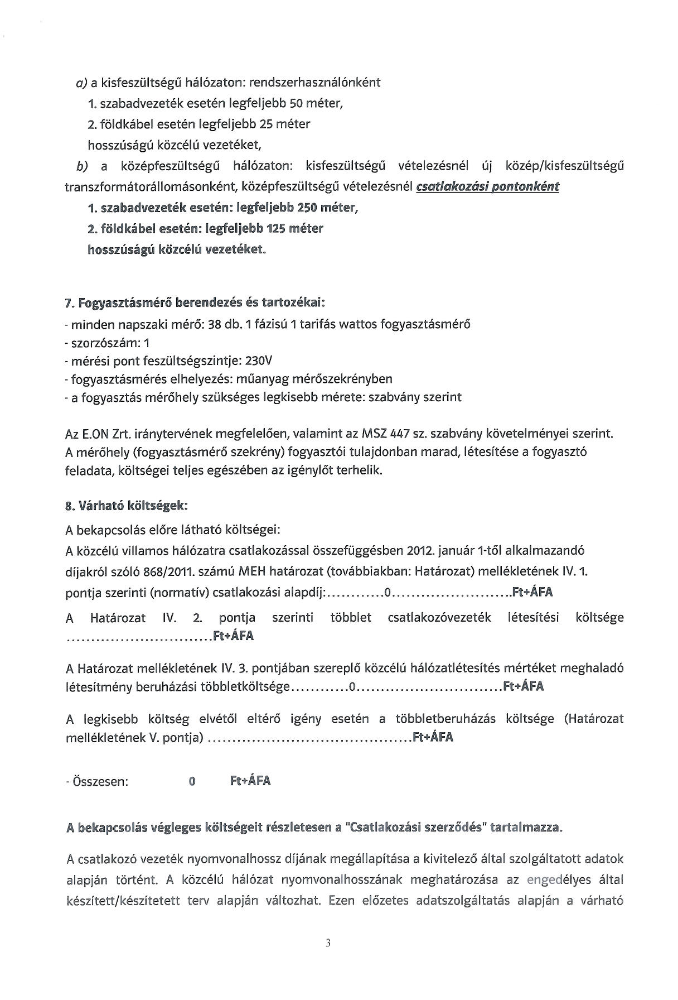 a) a kisfeszültségű hálózaton: rendszerhasználónként
1. szabadvezeték esetén legfeljebb 50 méter,
2. földkábel esetén legfeljebb 25 méter
hosszúságú közcélú vezetéket,
b) a középfeszültségű hálózaton: kisfeszültségű vételezésnél új közép/kisfeszültségű
transzformátorállomásonként, középfeszültségű vételezésnél csatlakozási pontonként
1. szabadvezeték esetén: legfeljebb 250 méter,
2. földkábel esetén: legfeljebb 125 méter
hosszúságú közcélú vezetéket.
7. Fogyasztásmérő berendezés és tartozékai:
- minden napszaki mérő: 38 db. 1 fázisú 1 tarifás wattos fogyasztásmérő
- szorzószám: 1
- mérési pont feszültségszintje: 230V
- fogyasztásmérés elhelyezés: műanyag mérőszekrényben
- a fogyasztás mérőhely szükséges legkisebb mérete: szabvány szerint
Az E.ON Zrt. iránytervének megfelelően, valamint az MSZ 447 sz. szabvány követelményei szerint.
A mérőhely (fogyasztásmérő szekrény) fogyasztói tulajdonban marad, létesítése a fogyasztó
feladata, költségei teljes egészében az igénylőt terhelik.
8. Várható költségek:
A bekapcsolás előre látható költségei:
A közcélú villamos hálózatra csatlakozással összefüggésben 2012. január 1-től alkalmazandó
díjakról szóló 868/2011. számú MEH határozat (továbbiakban: Határozat) mellékletének IV. 1.
pontja szerinti (normatív) csatlakozási alapdíj:............0.........................Ft+ÁFA
A Határozat IV. 2. pontja szerinti többlet csatlakozóvezeték létesítési költsége
..............................Ft+ÁFA
A Határozat mellékletének IV. 3. pontjában szereplő közcélú hálózatlétesítés mértéket meghaladó
létesítmény beruházási többletköltsége............0..............................Ft+ÁFA
A legkisebb költség elvétől eltérő igény esetén a többletberuházás költsége (Határozat
mellékletének V. pontja) ..........................................Ft+ÁFA
- Összesen: 0 Ft+ÁFA
A bekapcsolás végleges költségeit részletesen a "Csatlakozási szerződés" tartalmazza.
A csatlakozó vezeték nyomvonalhossz díjának megállapítása a kivitelező által szolgáltatott adatok
alapján történt. A közcélú hálózat nyomvonalhosszának meghatározása az engedélyes által
készített/készítetett terv alapján változhat. Ezen előzetes adatszolgáltatás alapján a várható
3